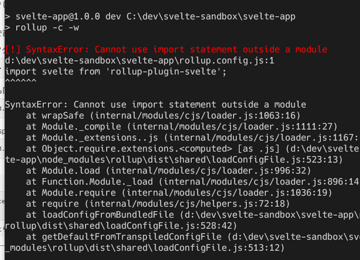 > svelte-app@1.0.0 dev C:\dev\svelte-sandbox\svelte-app
> rollup -c -w
[!] SyntaxError: Cannot use import statement outside a module
d:\dev\svelte-sandbox\svelte-app\rollup.config.js:1
import svelte from 'rollup-plugin-svelte';
^^^^^^
SyntaxError: Cannot use import statement outside a module
at wrapSafe (internal/modules/cjs/loader.js:1063:16)
at Module._compile (internal/modules/cjs/loader.js:1111:27)
at Module._extensions..js (internal/modules/cjs/loader.js:1167:
at Object.require.extensions.<computed> [as .js] (d:\dev\svelte-
te-app\node_modules\rollup\dist\shared\loadConfigFile.js:523:13)
at Module.load (internal/modules/cjs/loader.js:996:32)
at Function.Module._load (internal/modules/cjs/loader.js:896:14
at Module.require (internal/modules/cjs/loader.js:1036:19)
at require (internal/modules/cjs/helpers.js:72:18)
at loadConfigFromBundledFile (d:\dev\svelte-sandbox\svelte-app\
rollup\dist\shared\loadConfigFile.js:528:42)
at getDefaultFromTranspiledConfigFile (d:\dev\svelte-sandbox\sv
_modules\rollup\dist\shared\loadConfigFile.js:513:12)